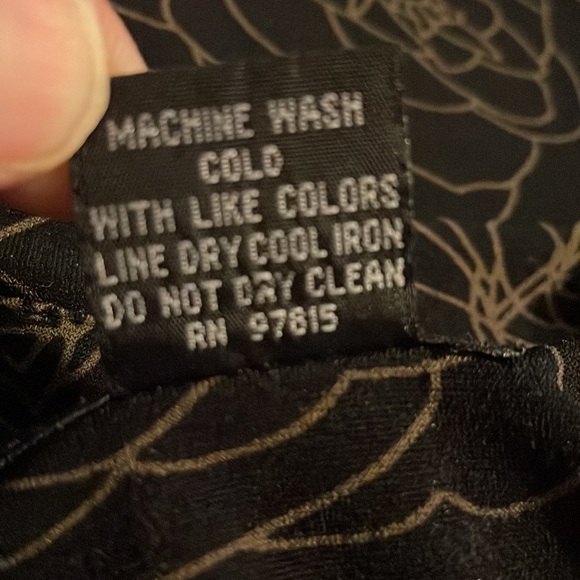 MACHINE WASH
COLD
WITH LIKE COLORS
LINE DRY COOL IRON
DO NOT DRY CLEAN
RN 97815